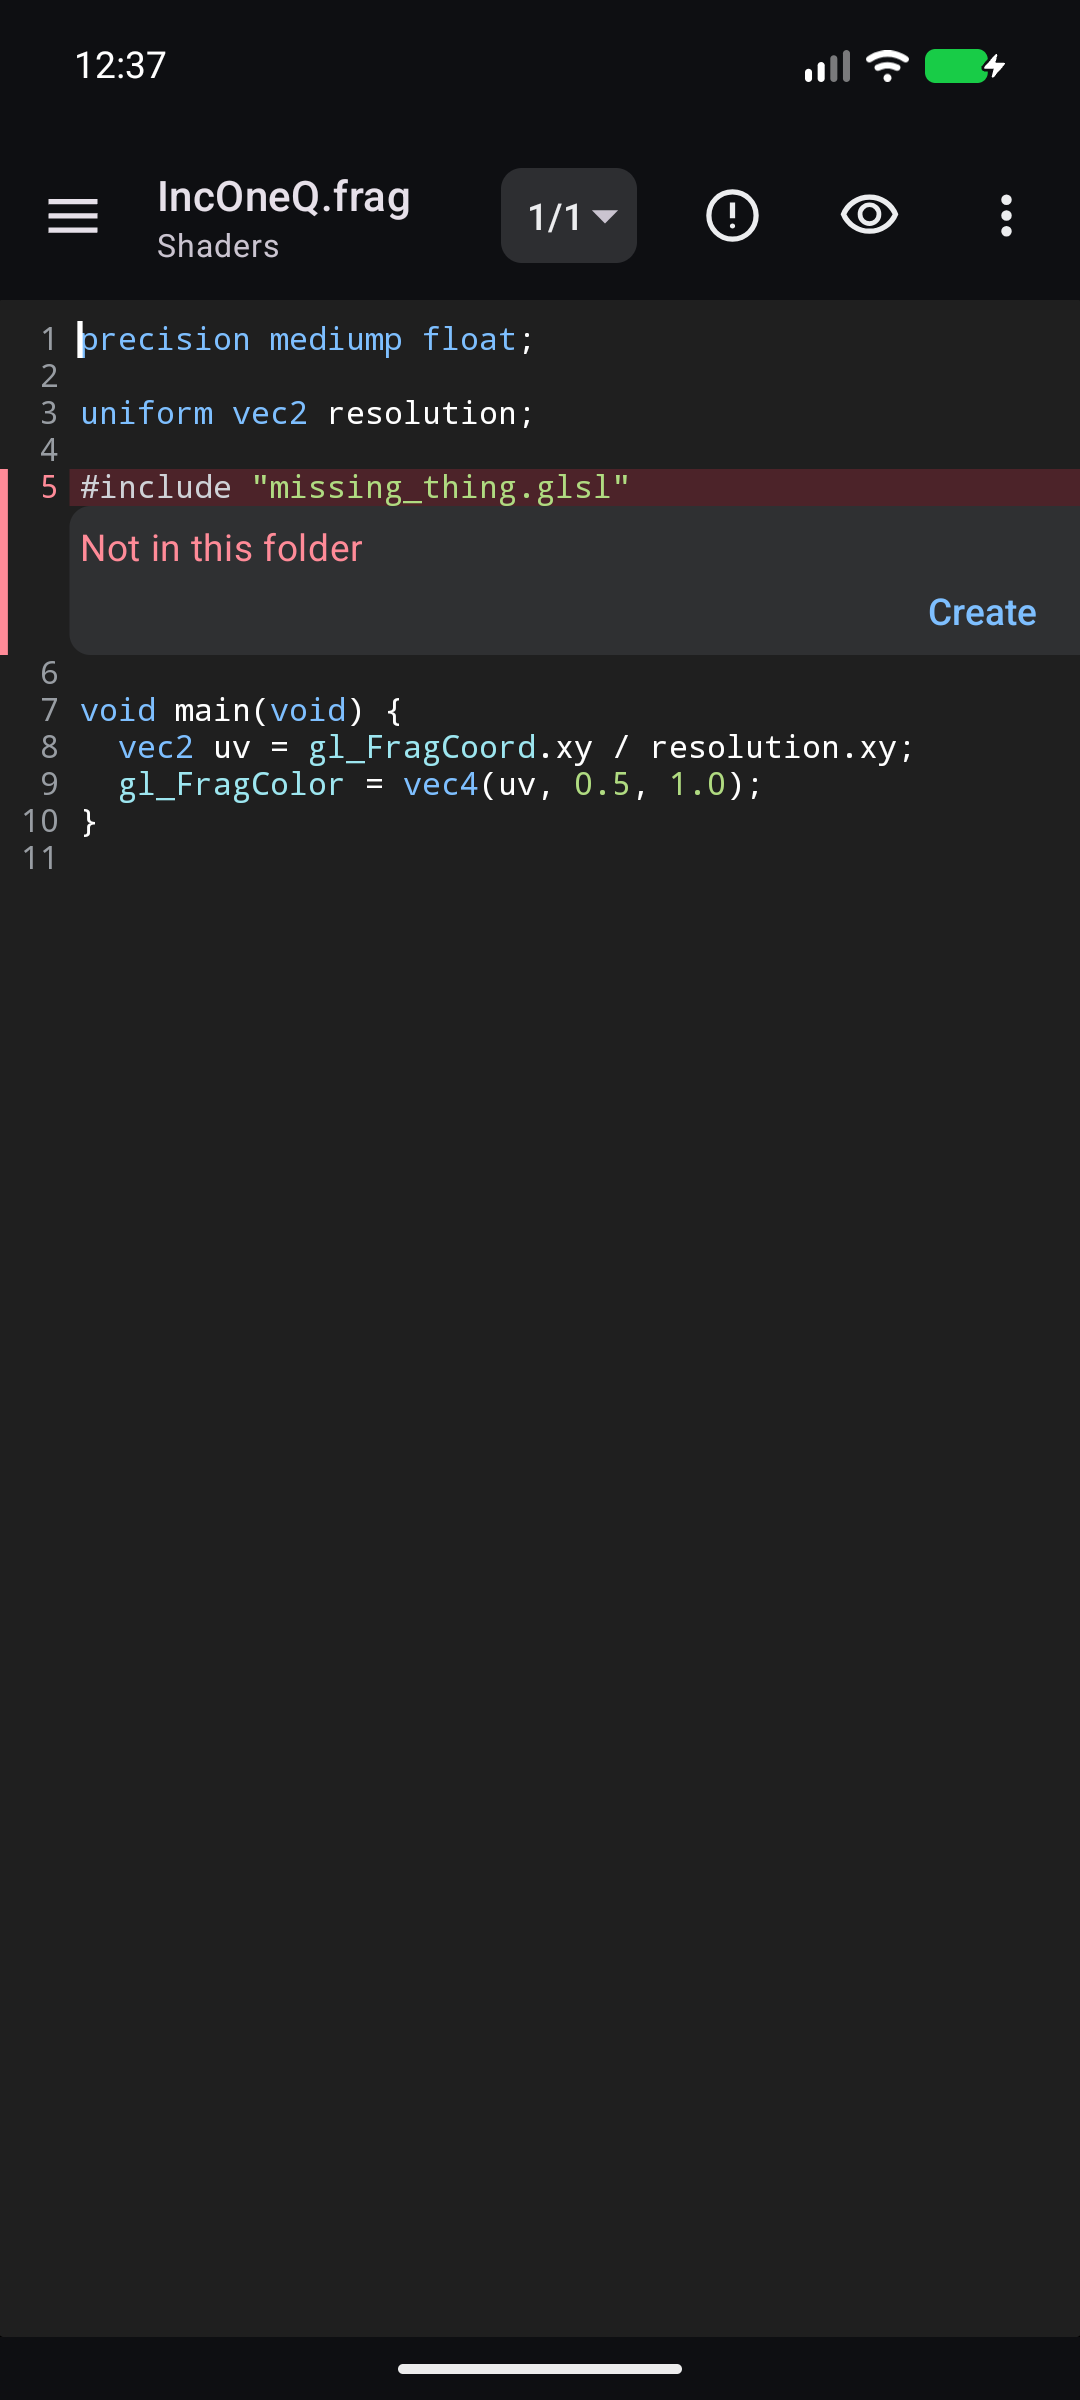 12:37
IncOneQ.frag
Shaders
1/1
1 precision mediump float;
2
3 uniform vec2 resolution;
4
5 #include "missing_thing.glsl"
Not in this folder
Create
6
7 void main(void) {
8   vec2 uv = gl_FragCoord.xy / resolution.xy;
9   gl_FragColor = vec4(uv, 0.5, 1.0);
10 }
11